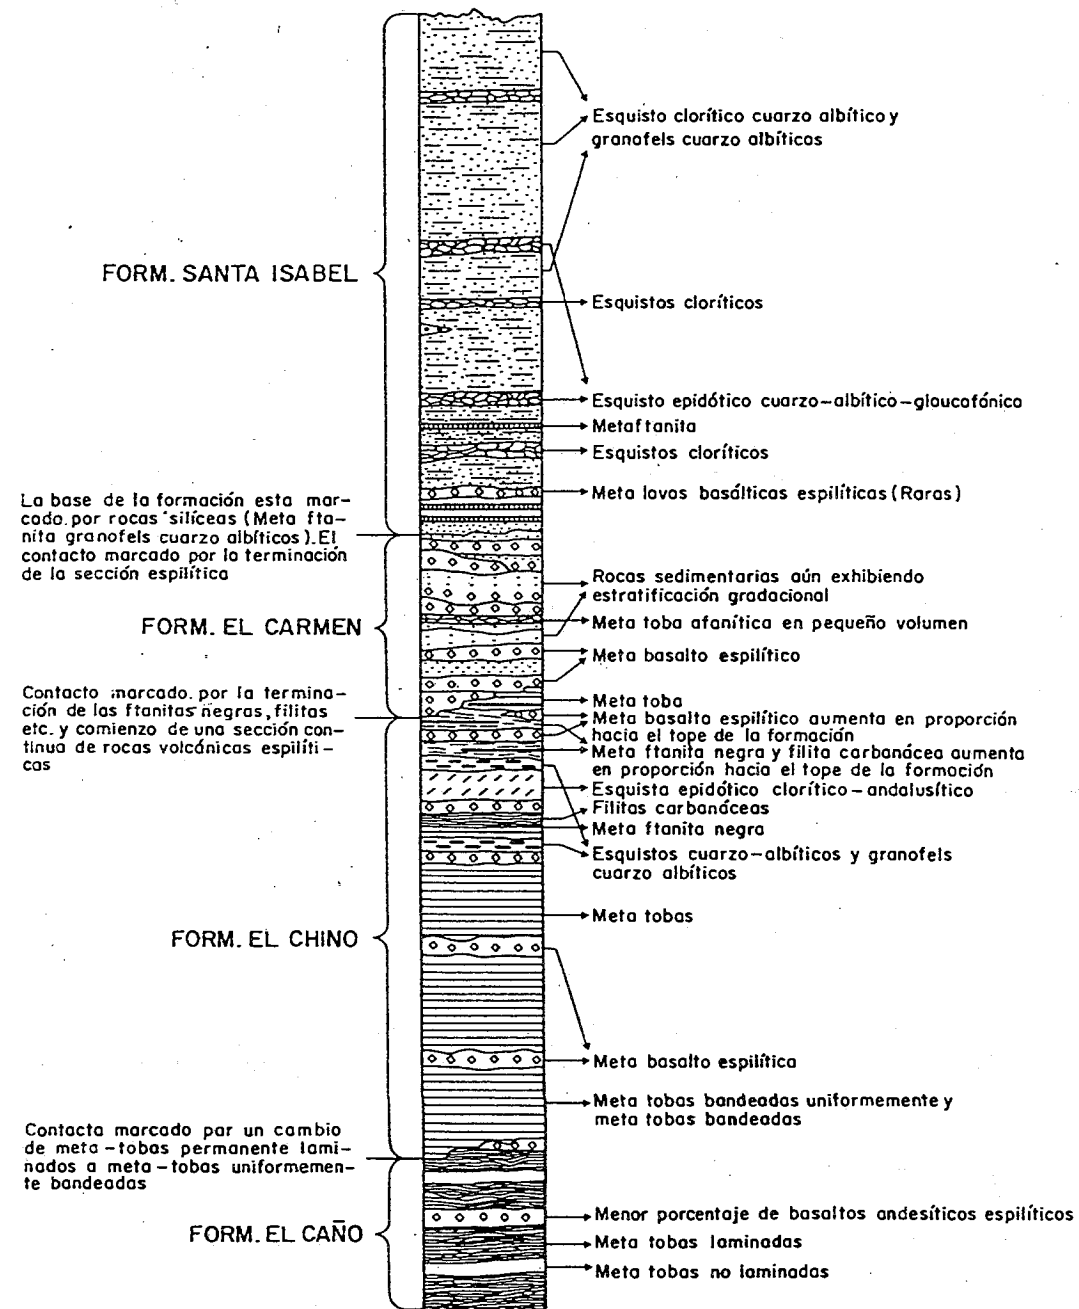 Esquisto clorítico cuarzo albítico y
granofels cuarzo albíticos
FORM. SANTA ISABEL
Esquistos cloríticos
Esquisto epidótico cuarzo-albítico-glaucofónico
Metaftanita
Esquistos cloríticos
Meta lavas basálticas espilíticas (Raras)
La base de la formación esta mar-
cado. por rocas silíceas (Meta fta-
nita granofels cuarzo albíticos). El
contacto marcado por la terminación
de la sección espilítica
Rocas sedimentarias aún exhibiendo
estratificación gradacional
FORM. EL CARMEN
Meta toba afanítica en pequeño volumen
Meta basalto espilítico
Contacto marcado. por la termina-
ción de las ftanitas negras, filitas
etc. y comienzo de una sección con-
tinua de rocas volcánicas espilíti-
cas
Meta toba
Meta basalto espilítico aumenta en proporción
hacia el tope de la formación
Meta ftanita negra y filita carbanácea aumenta
en proporción hacia el tope de la formación
Esquista epidótico clorítico-andalusítico
Filitas carbanáceas
Meta ftanita negra
Esquistos cuarzo-albíticos y granofels
cuarzo albíticos
Meta tobas
FORM. EL CHINO
Meta basalto espilítica
Meta tobas bandeadas uniformemente y
meta tobas bandeadas
Contacta marcado par un cambio
de meta-tobas permanente lami-
nados a meta-tobas uniformemen-
te bandeadas
FORM. EL CAÑO
Menor porcentaje de basaltos andesíticos espilíticos
Meta tobas laminadas
Meta tobas no laminadas